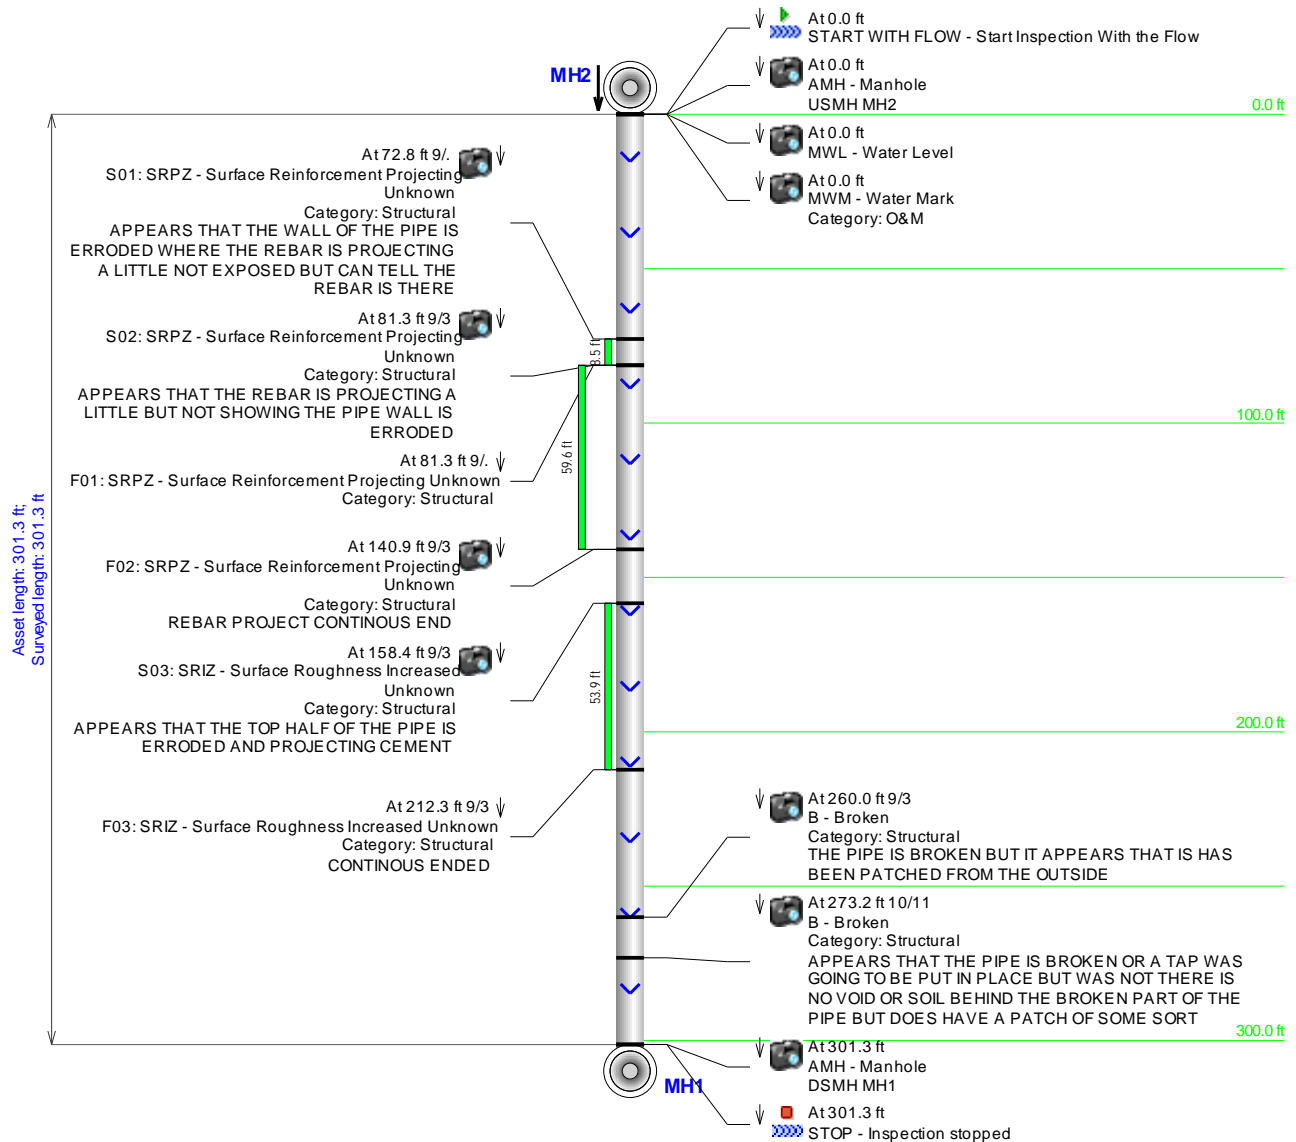 At 0.0 ft
START WITH FLOW - Start Inspection With the Flow
MH2
At 0.0 ft
AMH - Manhole
USMH MH2
0.0 ft
At 0.0 ft
MWL - Water Level
At 0.0 ft
MWM - Water Mark
Category: O&M
At 72.8 ft 9/.
S01: SRPZ - Surface Reinforcement Projecting
Unknown
Category: Structural
APPEARS THAT THE WALL OF THE PIPE IS
ERRODED WHERE THE REBAR IS PROJECTING
A LITTLE NOT EXPOSED BUT CAN TELL THE
REBAR IS THERE
At 81.3 ft 9/3
S02: SRPZ - Surface Reinforcement Projecting
Unknown
Category: Structural
APPEARS THAT THE REBAR IS PROJECTING A
LITTLE BUT NOT SHOWING THE PIPE WALL IS
ERRODED
8.5 ft
100.0 ft
At 81.3 ft 9/.
F01: SRPZ - Surface Reinforcement Projecting Unknown
Category: Structural
59.6 ft
Asset length: 301.3 ft;
Surveyed length: 301.3 ft
At 140.9 ft 9/3
F02: SRPZ - Surface Reinforcement Projecting
Unknown
Category: Structural
REBAR PROJECT CONTINOUS END
At 158.4 ft 9/3
S03: SRIZ - Surface Roughness Increased
Unknown
Category: Structural
APPEARS THAT THE TOP HALF OF THE PIPE IS
ERRODED AND PROJECTING CEMENT
53.9 ft
200.0 ft
At 212.3 ft 9/3
F03: SRIZ - Surface Roughness Increased Unknown
Category: Structural
CONTINOUS ENDED
At 260.0 ft 9/3
B - Broken
Category: Structural
THE PIPE IS BROKEN BUT IT APPEARS THAT IS HAS
BEEN PATCHED FROM THE OUTSIDE
At 273.2 ft 10/11
B - Broken
Category: Structural
APPEARS THAT THE PIPE IS BROKEN OR A TAP WAS
GOING TO BE PUT IN PLACE BUT WAS NOT THERE IS
NO VOID OR SOIL BEHIND THE BROKEN PART OF THE
PIPE BUT DOES HAVE A PATCH OF SOME SORT
300.0 ft
At 301.3 ft
AMH - Manhole
DSMH MH1
MH1
At 301.3 ft
STOP - Inspection stopped